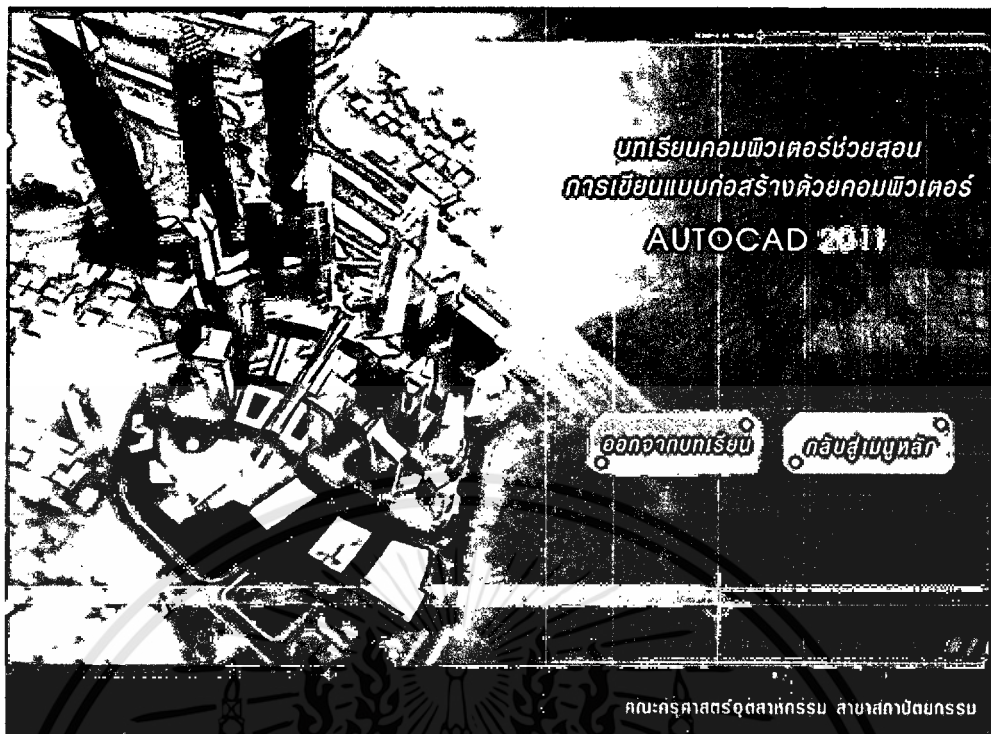 บทเรียนคอมพิวเตอร์ช่วยสอน
การเขียนแบบก่อสร้างด้วยคอมพิวเตอร์
AUTOCAD 2011
ออกจากบทเรียน
กลับสู่เมนูหลัก
คณะครุศาสตร์อุตสาหกรรม สาขาสถาปัตยกรรม